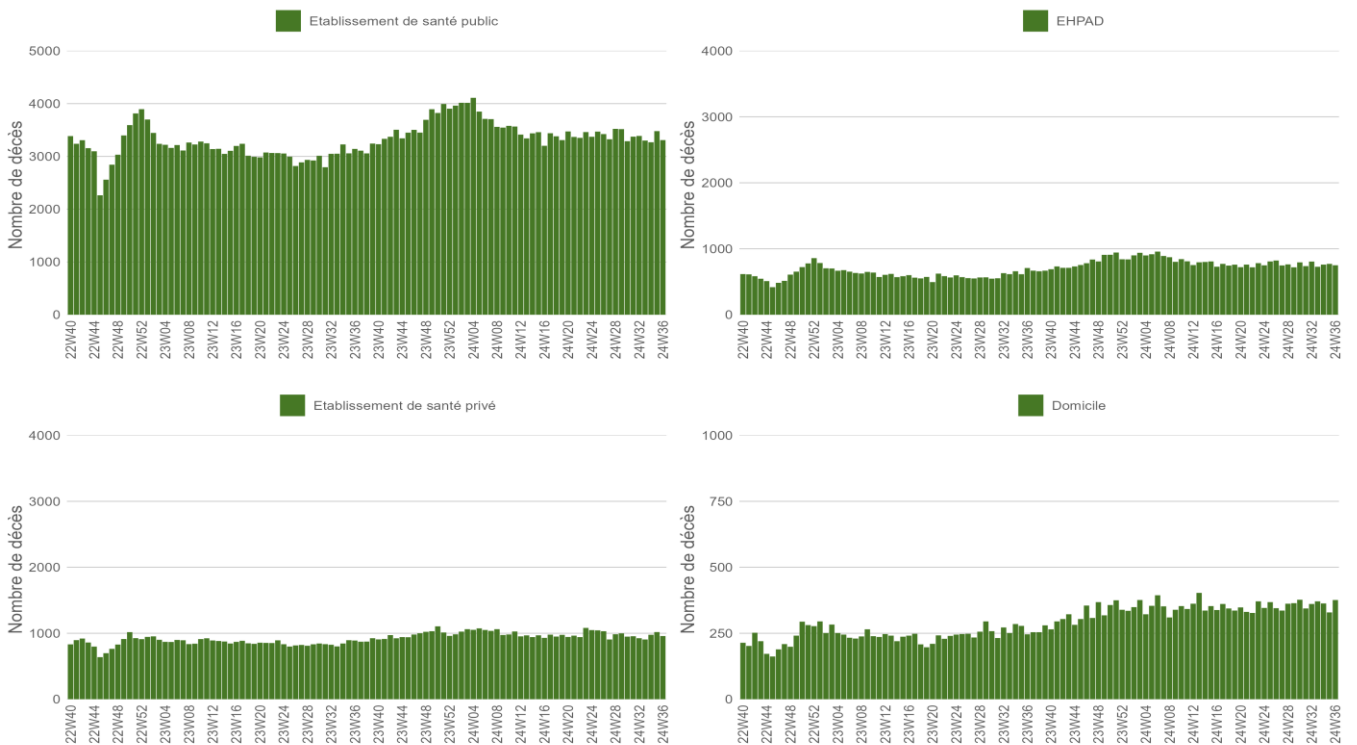 Etablissement de santé public
Nombre de décès
5000
4000
3000
2000
1000
0
22W40 22W44 22W48 22W52 23W04 23W08 23W12 23W16 23W20 23W24 23W28 23W32 23W36 23W40 23W44 23W48 23W52 24W04 24W08 24W12 24W16 24W20 24W24 24W28 24W32 24W36
EHPAD
Nombre de décès
4000
3000
2000
1000
0
22W40 22W44 22W48 22W52 23W04 23W08 23W12 23W16 23W20 23W24 23W28 23W32 23W36 23W40 23W44 23W48 23W52 24W04 24W08 24W12 24W16 24W20 24W24 24W28 24W32 24W36
Etablissement de santé privé
Nombre de décès
4000
3000
2000
1000
0
22W40 22W44 22W48 22W52 23W04 23W08 23W12 23W16 23W20 23W24 23W28 23W32 23W36 23W40 23W44 23W48 23W52 24W04 24W08 24W12 24W16 24W20 24W24 24W28 24W32 24W36
Domicile
Nombre de décès
1000
750
500
250
0
22W40 22W44 22W48 22W52 23W04 23W08 23W12 23W16 23W20 23W24 23W28 23W32 23W36 23W40 23W44 23W48 23W52 24W04 24W08 24W12 24W16 24W20 24W24 24W28 24W32 24W36